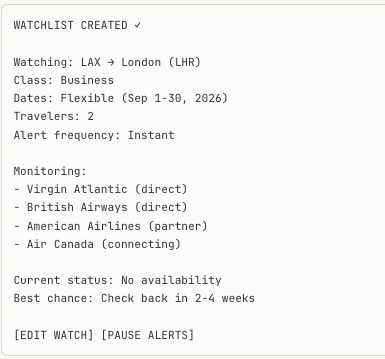 WATCHLIST CREATED ✓
Watching: LAX → London (LHR)
Class: Business
Dates: Flexible (Sep 1-30, 2026)
Travelers: 2
Alert frequency: Instant
Monitoring:
- Virgin Atlantic (direct)
- British Airways (direct)
- American Airlines (partner)
- Air Canada (connecting)
Current status: No availability
Best chance: Check back in 2-4 weeks
[EDIT WATCH] [PAUSE ALERTS]